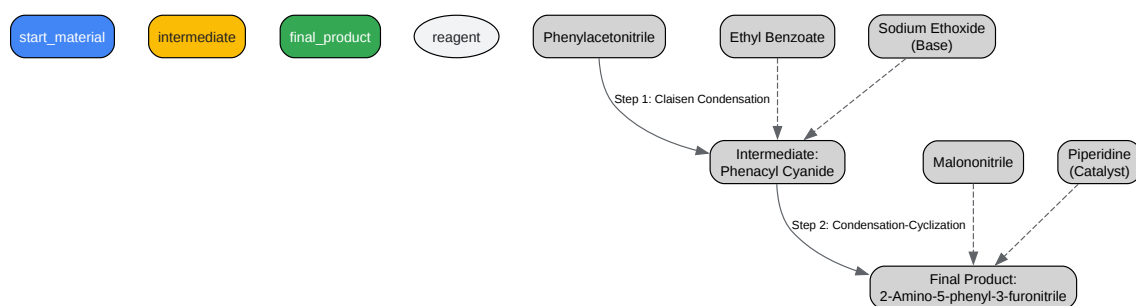 start_material
intermediate
final_product
reagent
Phenylacetonitrile
Ethyl Benzoate
Sodium Ethoxide
(Base)
Step 1: Claisen Condensation
Intermediate:
Phenacyl Cyanide
Malononitrile
Piperidine
(Catalyst)
Step 2: Condensation-Cyclization
Final Product:
2-Amino-5-phenyl-3-furonitrile